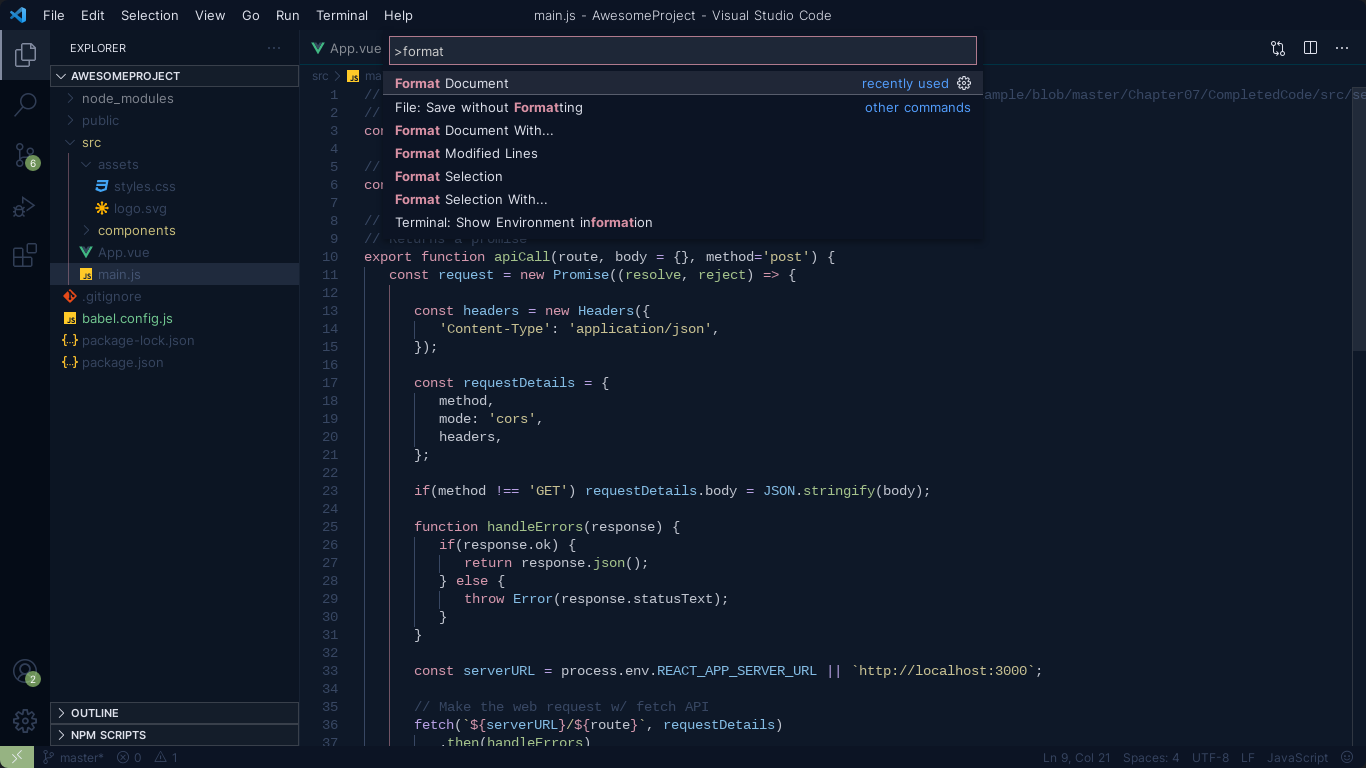 File Edit Selection View Go Run Terminal Help
main.js - AwesomeProject - Visual Studio Code
EXPLORER
AWESOMEPROJECT
node_modules
public
src
assets
styles.css
logo.svg
components
App.vue
main.js
.gitignore
babel.config.js
package-lock.json
package.json
OUTLINE
NPM SCRIPTS
6
2
App.vue
>format
Format Document recently used
File: Save without Formatting other commands
Format Document With...
Format Modified Lines
Format Selection
Format Selection With...
Terminal: Show Environment information
src
1 // ample/blob/master/Chapter07/CompletedCode/src/se
2 //
3 con
4
5 //
6 con
7
8 //
9 // Returns a promise
10 export function apiCall(route, body = {}, method='post') {
11 const request = new Promise((resolve, reject) => {
12
13 const headers = new Headers({
14 'Content-Type': 'application/json',
15 });
16
17 const requestDetails = {
18 method,
19 mode: 'cors',
20 headers,
21 };
22
23 if(method !== 'GET') requestDetails.body = JSON.stringify(body);
24
25 function handleErrors(response) {
26 if(response.ok) {
27 return response.json();
28 } else {
29 throw Error(response.statusText);
30 }
31 }
32
33 const serverURL = process.env.REACT_APP_SERVER_URL || `http://localhost:3000`;
34
35 // Make the web request w/ fetch API
36 fetch(`${serverURL}/${route}`, requestDetails)
37 .then(handleErrors)
master* 0 1
Ln 9, Col 21 Spaces: 4 UTF-8 LF JavaScript